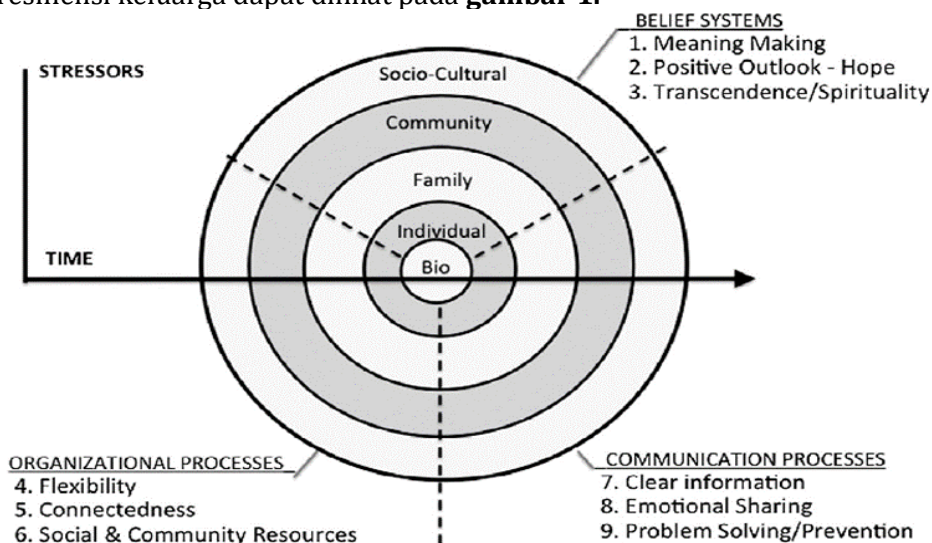 resiliensi keluarga dapat dilihat pada gambar 1.
BELIEF SYSTEMS
1. Meaning Making
2. Positive Outlook - Hope
3. Transcendence/Spirituality
STRESSORS
Socio-Cultural
Community
Family
Individual
Bio
TIME
ORGANIZATIONAL PROCESSES
4. Flexibility
5. Connectedness
6. Social & Community Resources
COMMUNICATION PROCESSES
7. Clear information
8. Emotional Sharing
9. Problem Solving/Prevention